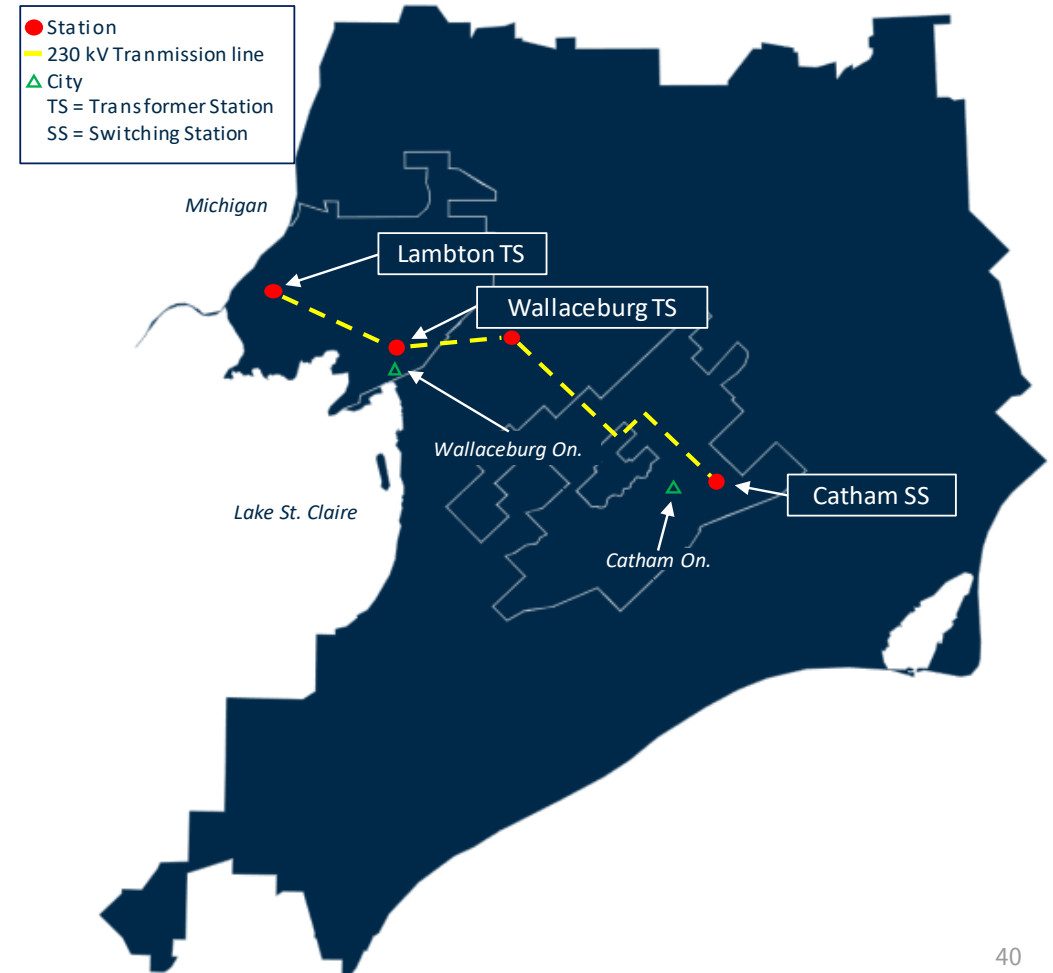 Station
230 kV Tranmission line
City
TS = Transformer Station
SS = Switching Station
Michigan
Lambton TS
Wallaceburg TS
Wallaceburg On.
Catham SS
Lake St. Claire
Catham On.
40